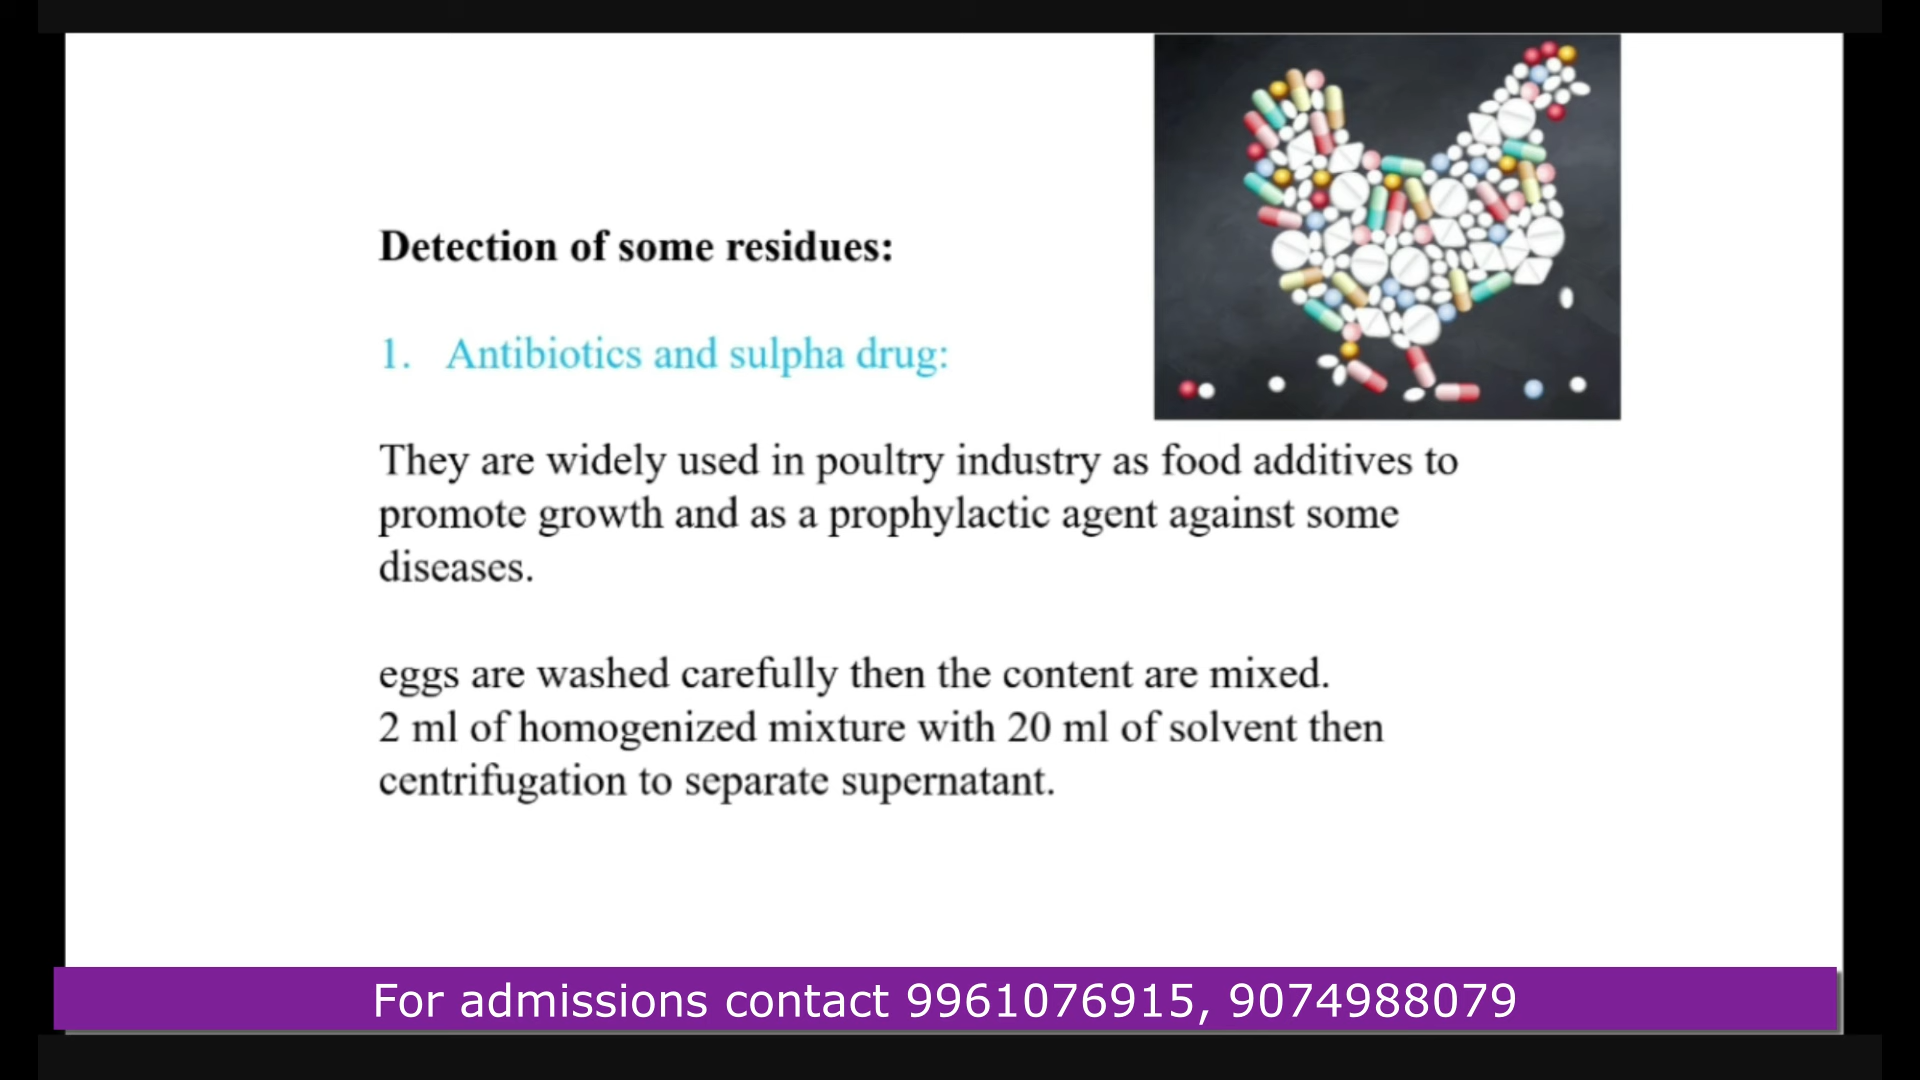 Detection of some residues:
1. Antibiotics and sulpha drug:
They are widely used in poultry industry as food additives to
promote growth and as a prophylactic agent against some
diseases.
eggs are washed carefully then the content are mixed.
2 ml of homogenized mixture with 20 ml of solvent then
centrifugation to separate supernatant.
For admissions contact 9961076915, 9074988079